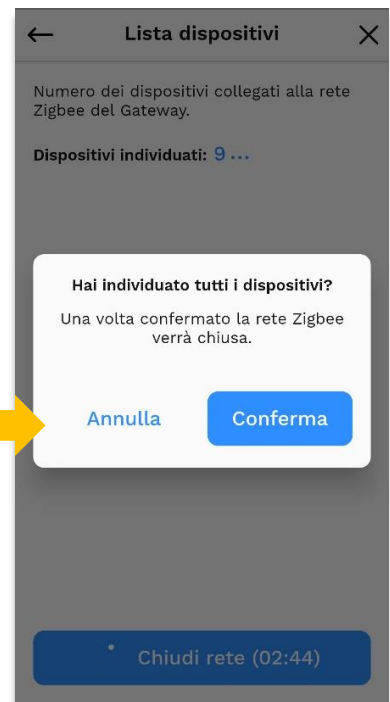 Lista dispositivi
Numero dei dispositivi collegati alla rete
Zigbee del Gateway.
Dispositivi individuati: 9 ...
Hai individuato tutti i dispositivi?
Una volta confermato la rete Zigbee
verrà chiusa.
Annulla
Conferma
Chiudi rete (02:44)